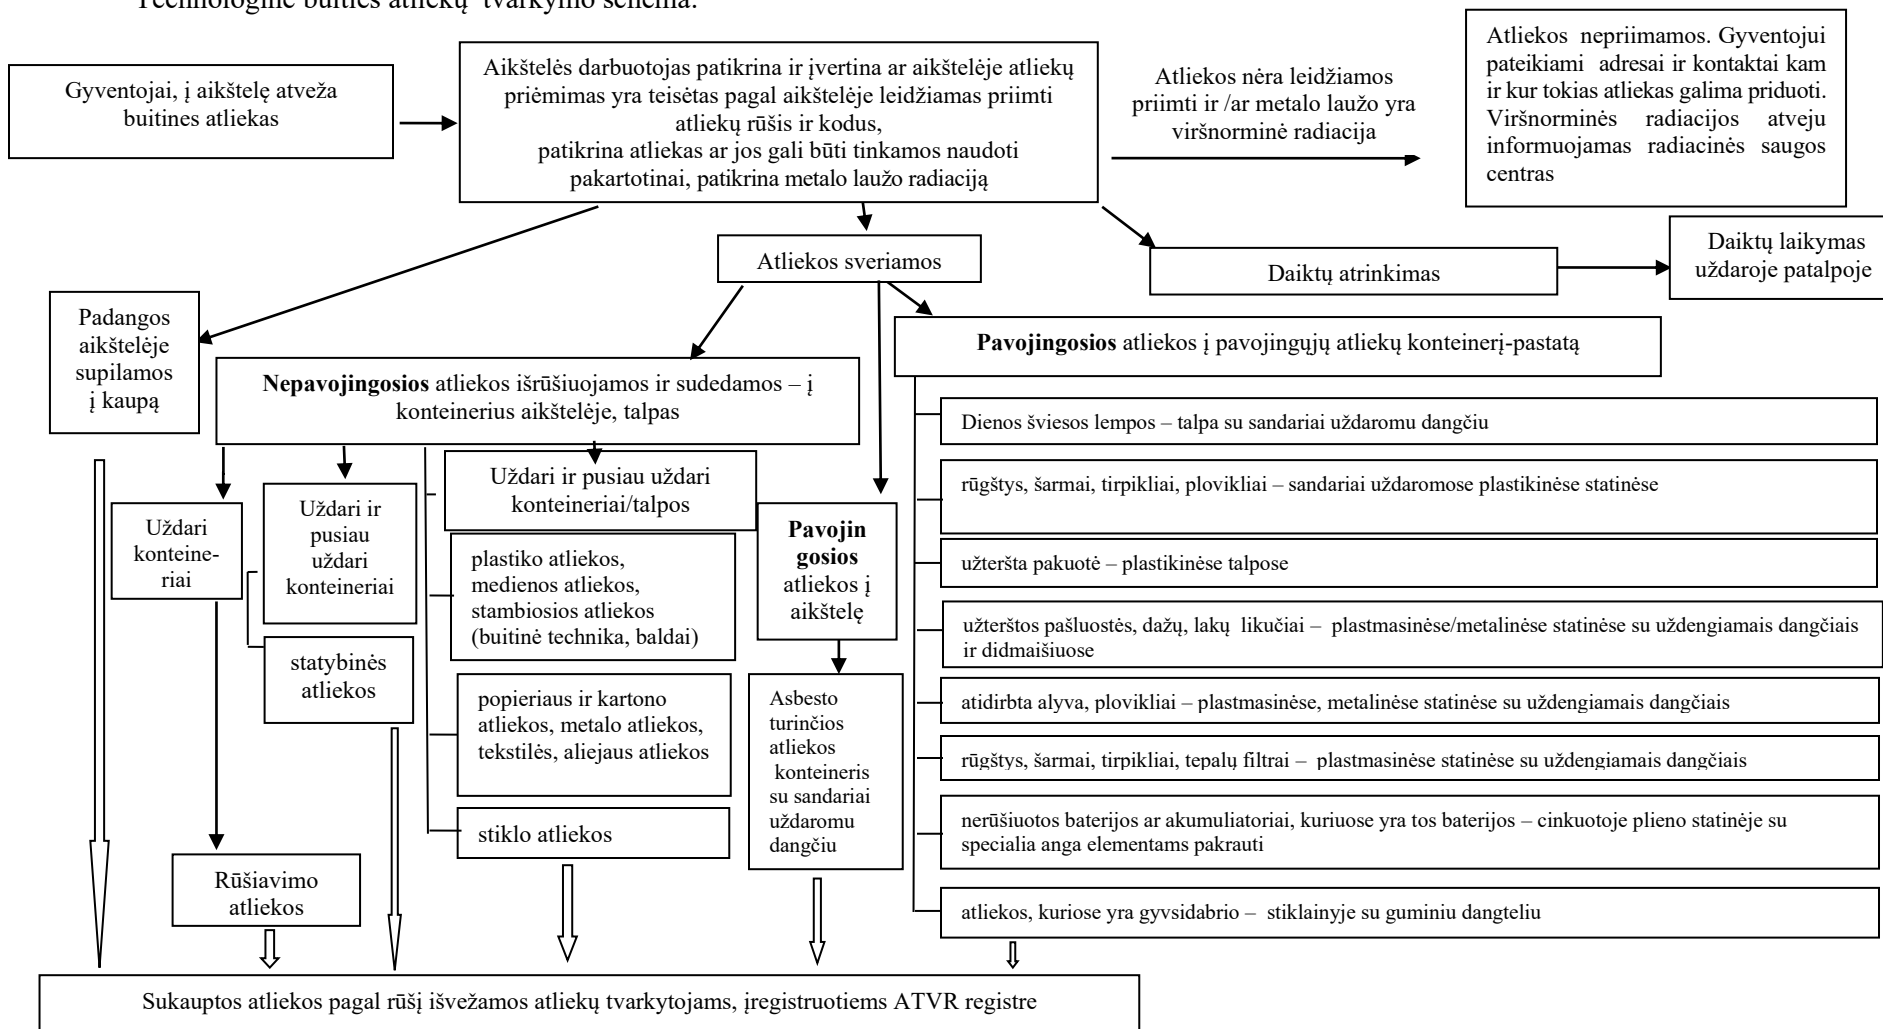 Technologinė buities atliekų tvarkymo schema:
Gyventojai, į aikštelę atveža
buitines atliekas
Aikštelės darbuotojas patikrina ir įvertina ar aikštelėje atliekų
priėmimas yra teisėtas pagal aikštelėje leidžiamas priimti
atliekų rūšis ir kodus,
patikrina atliekas ar jos gali būti tinkamos naudoti
pakartotinai, patikrina metalo laužo radiaciją
Atliekos nėra leidžiamos
priimti ir /ar metalo laužo yra
viršnorminė radiacija
Atliekos nepriimamos. Gyventojui
pateikiami adresai ir kontaktai kam
ir kur tokias atliekas galima priduoti.
Viršnorminės radiacijos atveju
informuojamas radiacinės saugos
centras
Atliekos sveriamos
Daiktų atrinkimas
Daiktų laikymas
uždaroje patalpoje
Padangos
aikštelėje
supilamos
į kaupą
Nepavojingosios atliekos išrūšiuojamos ir sudedamos – į
konteinerius aikštelėje, talpas
Pavojingosios atliekos į pavojingųjų atliekų konteinerį-pastatą
Uždari
konteine-
riai
Uždari ir
pusiau
uždari
konteineriai
statybinės
atliekos
Rūšiavimo
atliekos
Uždari ir pusiau uždari
konteineriai/talpos
plastiko atliekos,
medienos atliekos,
stambiosios atliekos
(buitinė technika, baldai)
popieriaus ir kartono
atliekos, metalo atliekos,
tekstilės, aliejaus atliekos
stiklo atliekos
Pavojin
gosios
atliekos į
aikštelę
Asbesto
turinčios
atliekos
konteineris
su sandariai
uždaromu
dangčiu
Dienos šviesos lempos – talpa su sandariai uždaromu dangčiu
rūgštys, šarmai, tirpikliai, plovikliai – sandariai uždaromose plastikinėse statinėse
užteršta pakuotė – plastikinėse talpose
užterštos pašluostės, dažų, lakų likučiai – plastmasinėse/metalinėse statinėse su uždengiamais dangčiais
ir didmaišiuose
atidirbta alyva, plovikliai – plastmasinėse, metalinėse statinėse su uždengiamais dangčiais
rūgštys, šarmai, tirpikliai, tepalų filtrai – plastmasinėse statinėse su uždengiamais dangčiais
nerūšiuotos baterijos ar akumuliatoriai, kuriuose yra tos baterijos – cinkuotoje plieno statinėje su
specialia anga elementams pakrauti
atliekos, kuriose yra gyvsidabrio – stiklainyje su guminiu dangteliu
Sukauptos atliekos pagal rūšį išvežamos atliekų tvarkytojams, įregistruotiems ATVR registre